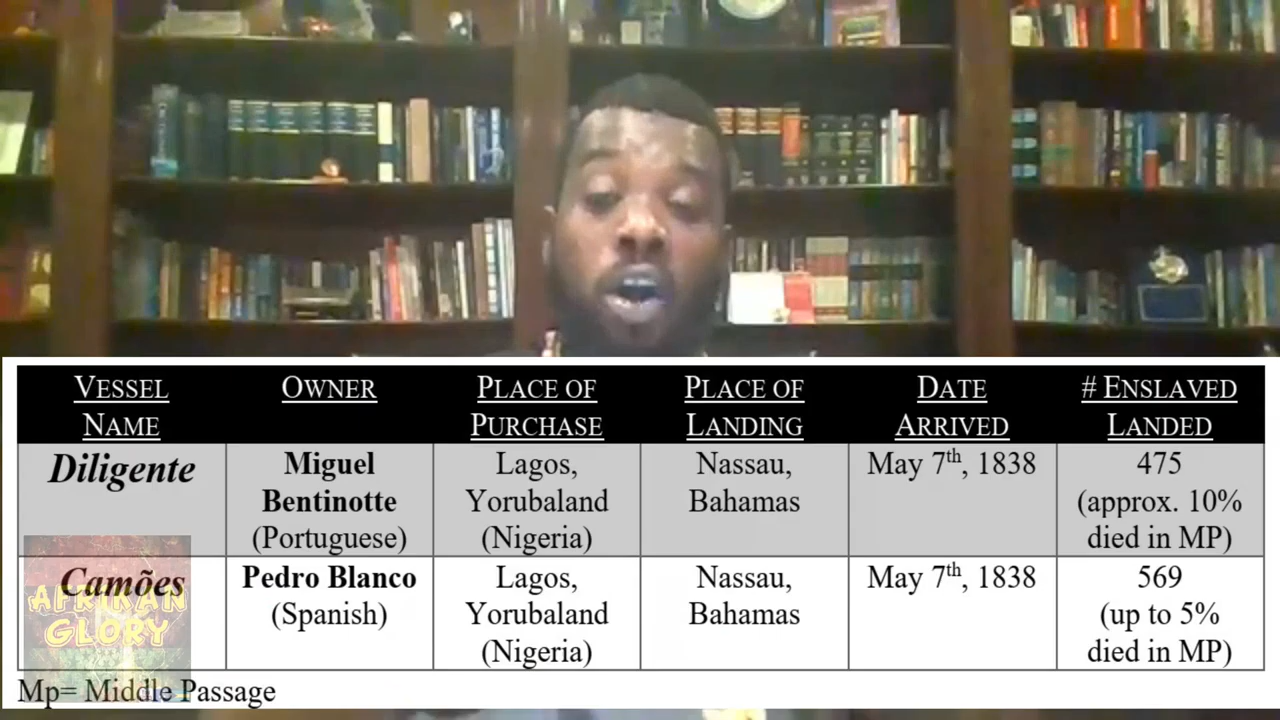 VESSEL NAME OWNER PLACE OF PURCHASE PLACE OF LANDING DATE ARRIVED # ENSLAVED LANDED
Diligente Miguel Bentinotte (Portuguese) Lagos, Yorubaland (Nigeria) Nassau, Bahamas May 7th, 1838 475 (approx. 10% died in MP)
Camões Pedro Blanco (Spanish) Lagos, Yorubaland (Nigeria) Nassau, Bahamas May 7th, 1838 569 (up to 5% died in MP)
AFRIKAN
GLORY
Mp= Middle Passage